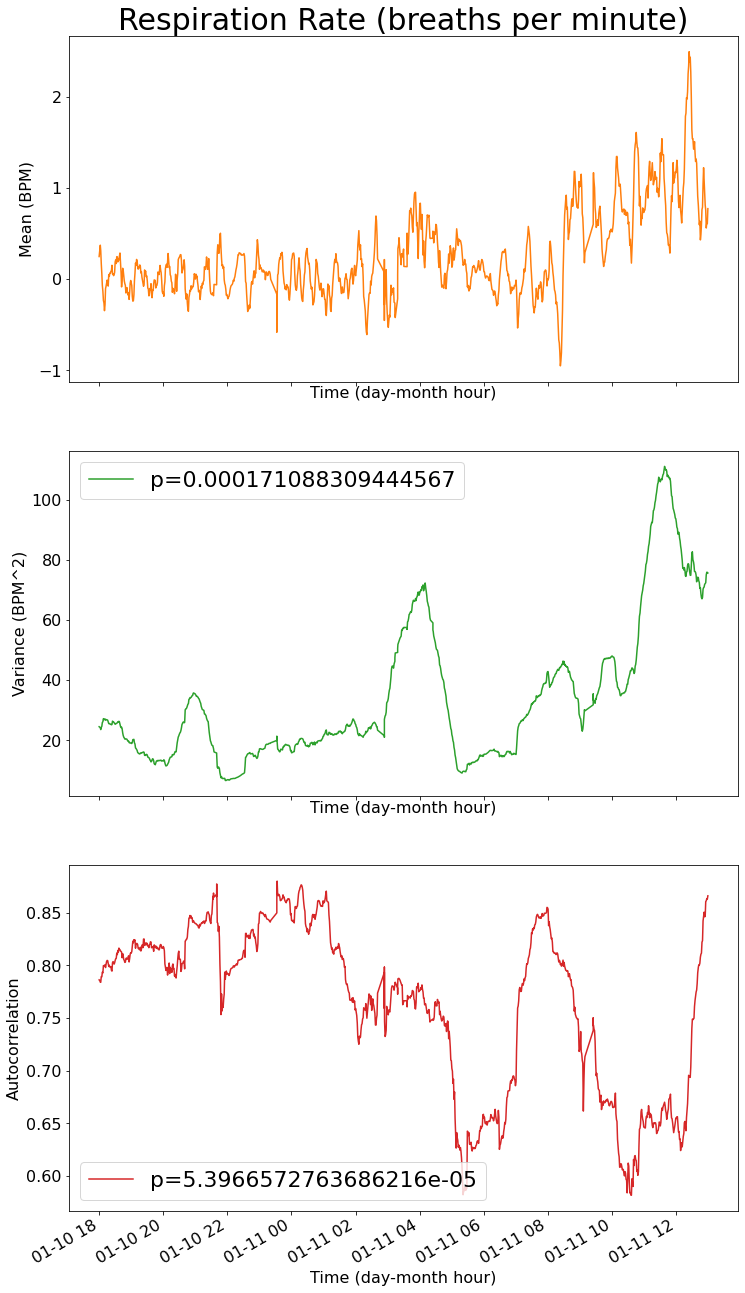 Respiration Rate (breaths per minute)
Mean (BPM)
2
1
0
−1
Time (day-month hour)
p=0.000171088309444567
Variance (BPM^2)
100
80
60
40
20
Time (day-month hour)
Autocorrelation
0.85
0.80
0.75
0.70
0.65
0.60
p=5.3966572763686216e-05
01-10 18
01-10 20
01-10 22
01-11 00
01-11 02
01-11 04
01-11 06
01-11 08
01-11 10
01-11 12
Time (day-month hour)